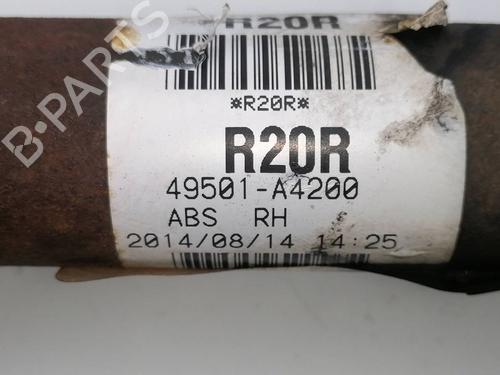 R20R
*R20R*
R20R
49501-A4200
ABS RH
2014/08/14 14:25
B-PARTS